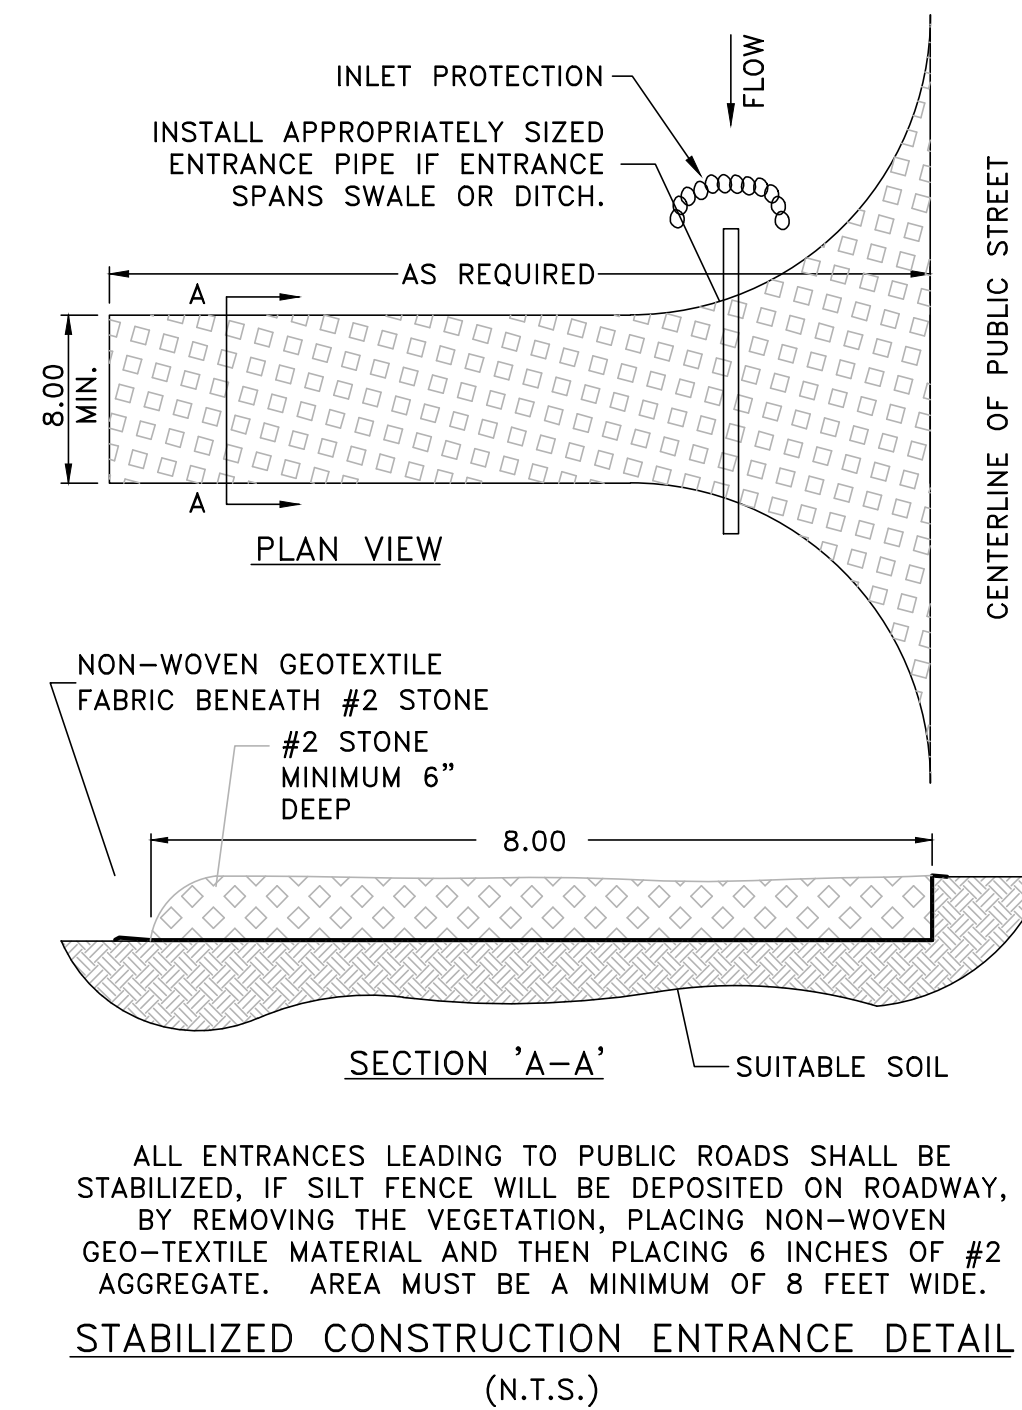 INLET PROTECTION
FLOW
INSTALL APPROPRIATELY SIZED
ENTRANCE PIPE IF ENTRANCE
SPANS SWALE OR DITCH.
CENTERLINE OF PUBLIC STREET
AS REQUIRED
A
8.00
MIN.
A
PLAN VIEW
NON-WOVEN GEOTEXTILE
FABRIC BENEATH #2 STONE
#2 STONE
MINIMUM 6"
DEEP
8.00
SECTION 'A-A'
SUITABLE SOIL
ALL ENTRANCES LEADING TO PUBLIC ROADS SHALL BE
STABILIZED, IF SILT FENCE WILL BE DEPOSITED ON ROADWAY,
BY REMOVING THE VEGETATION, PLACING NON-WOVEN
GEO-TEXTILE MATERIAL AND THEN PLACING 6 INCHES OF #2
AGGREGATE. AREA MUST BE A MINIMUM OF 8 FEET WIDE.
STABILIZED CONSTRUCTION ENTRANCE DETAIL
(N.T.S.)